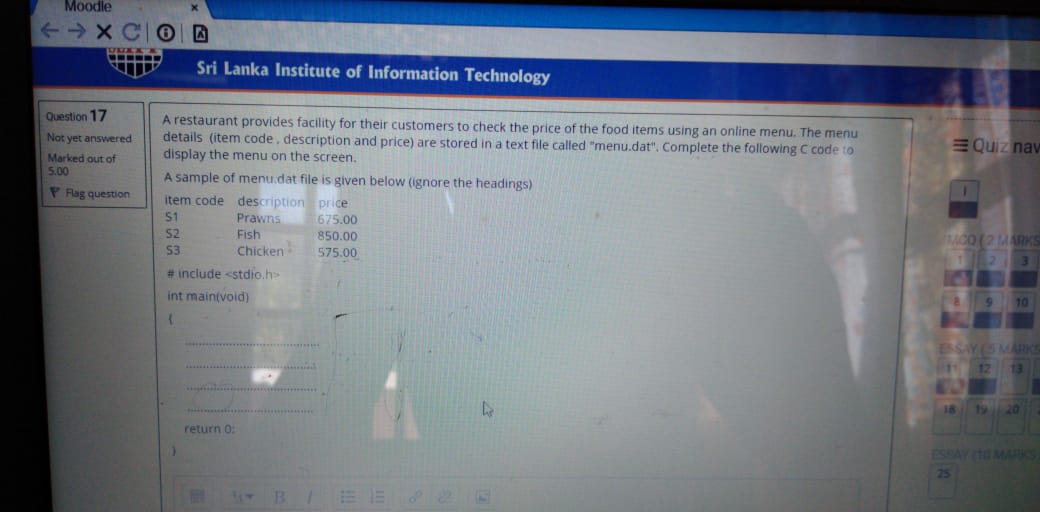 Moodle
Sri Lanka Institute of Information Technology
Question 17
Not yet answered
Marked out of
5.00
Flag question
A restaurant provides facility for their customers to check the price of the food items using an online menu. The menu
details (item code , description and price) are stored in a text file called "menu.dat". Complete the following C code to
display the menu on the screen.
A sample of menu.dat file is given below (ignore the headings)
item code description price
S1 Prawns 675.00
S2 Fish 850.00
S3 Chicken 575.00
# include <stdio.h>
int main(void)
{
........................................
........................................
........................................
........................................
return 0;
}
B I
Quiz nav
1
MCQ ( 2 MARKS
1 2 3
8 9 10
ESSAY ( 5 MARKS
11 12 13
18 19 20
ESSAY (10 MARKS
25